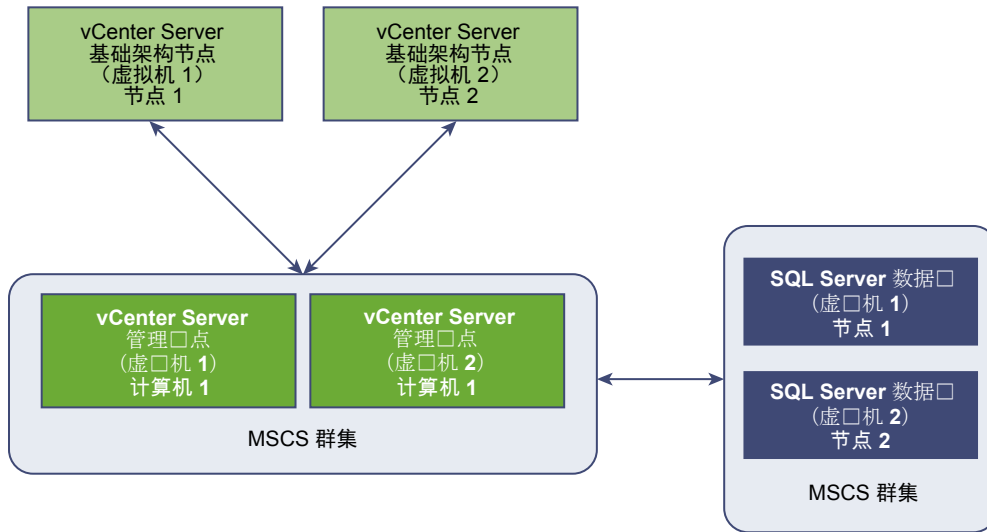 vCenter Server
基础架构节点
（虚拟机 1）
节点 1
vCenter Server
基础架构节点
（虚拟机 2）
节点 2
vCenter Server
管理□点
(虚□机 1)
计算机 1
vCenter Server
管理□点
(虚□机 2)
计算机 1
MSCS 群集
SQL Server 数据□
(虚□机 1)
节点 1
SQL Server 数据□
(虚□机 2)
节点 2
MSCS 群集